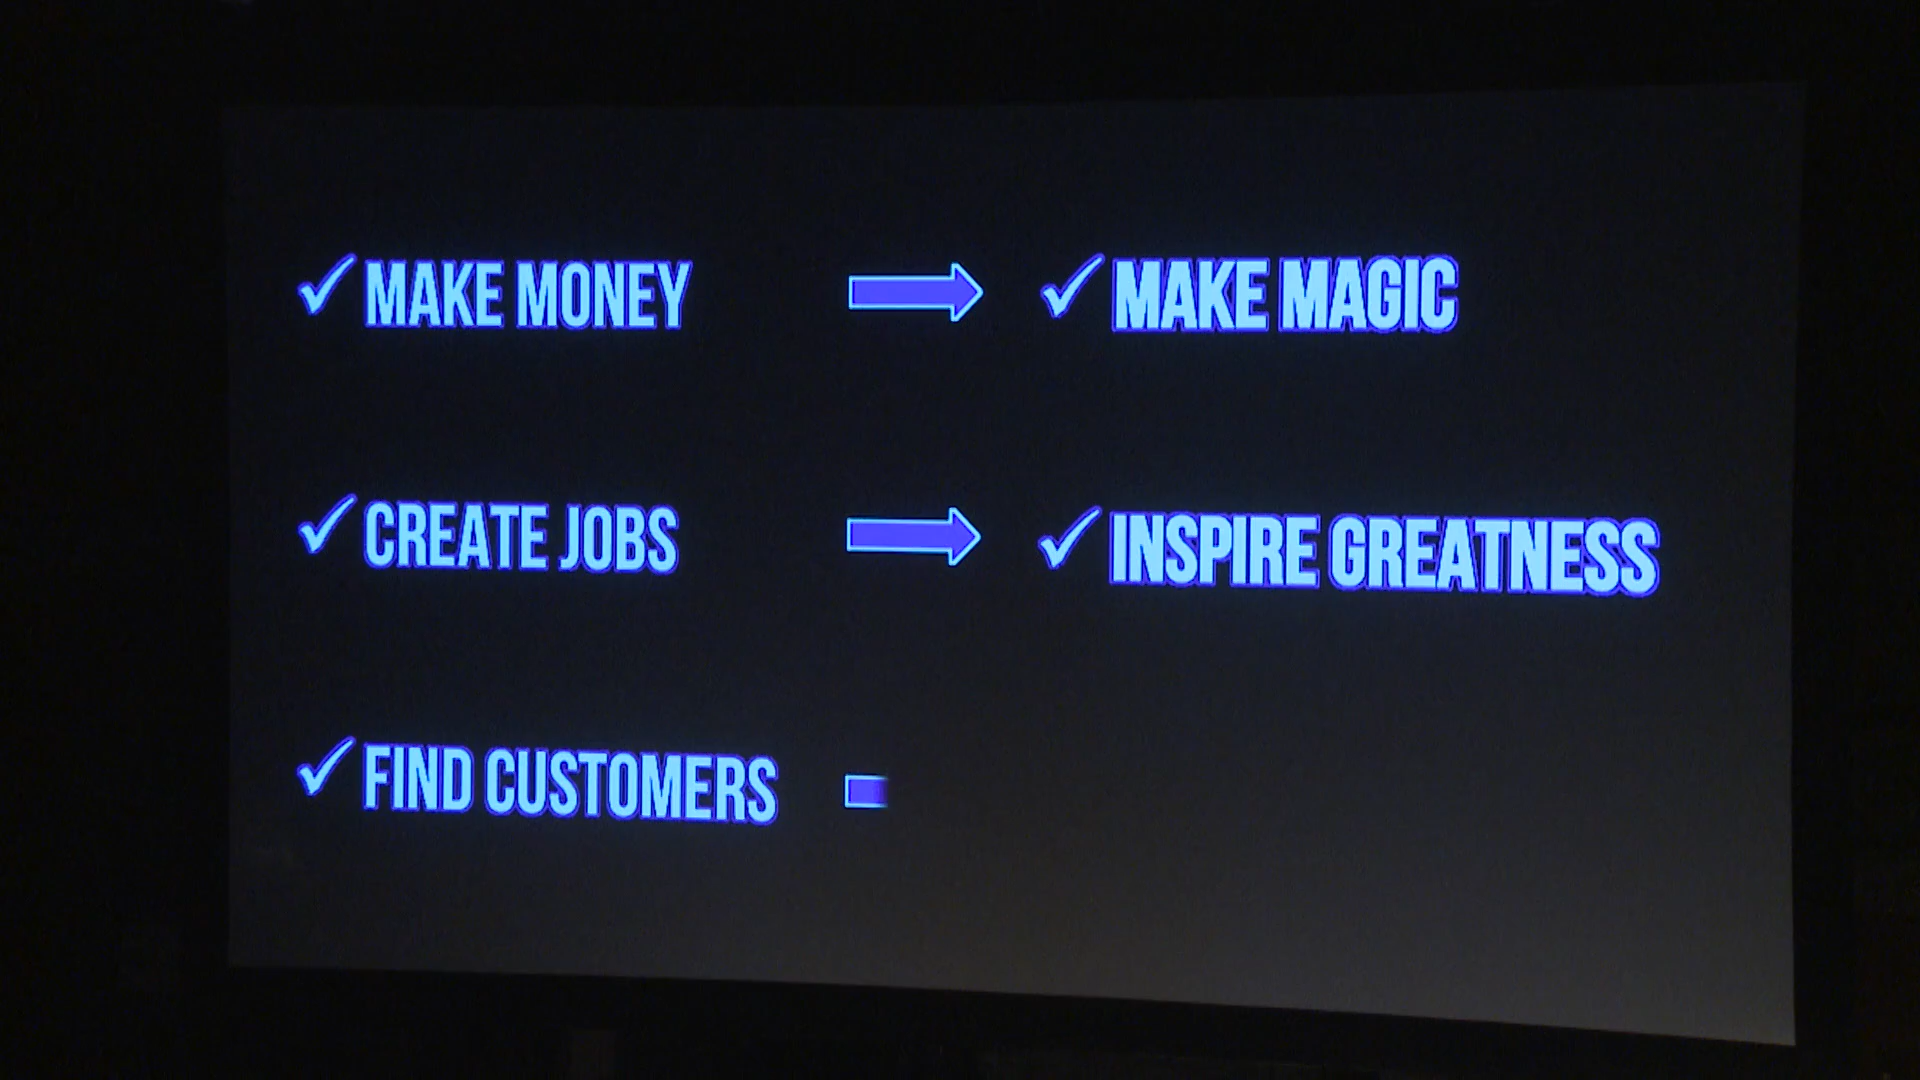 ✓ MAKE MONEY → ✓ MAKE MAGIC
✓ CREATE JOBS → ✓ INSPIRE GREATNESS
✓ FIND CUSTOMERS